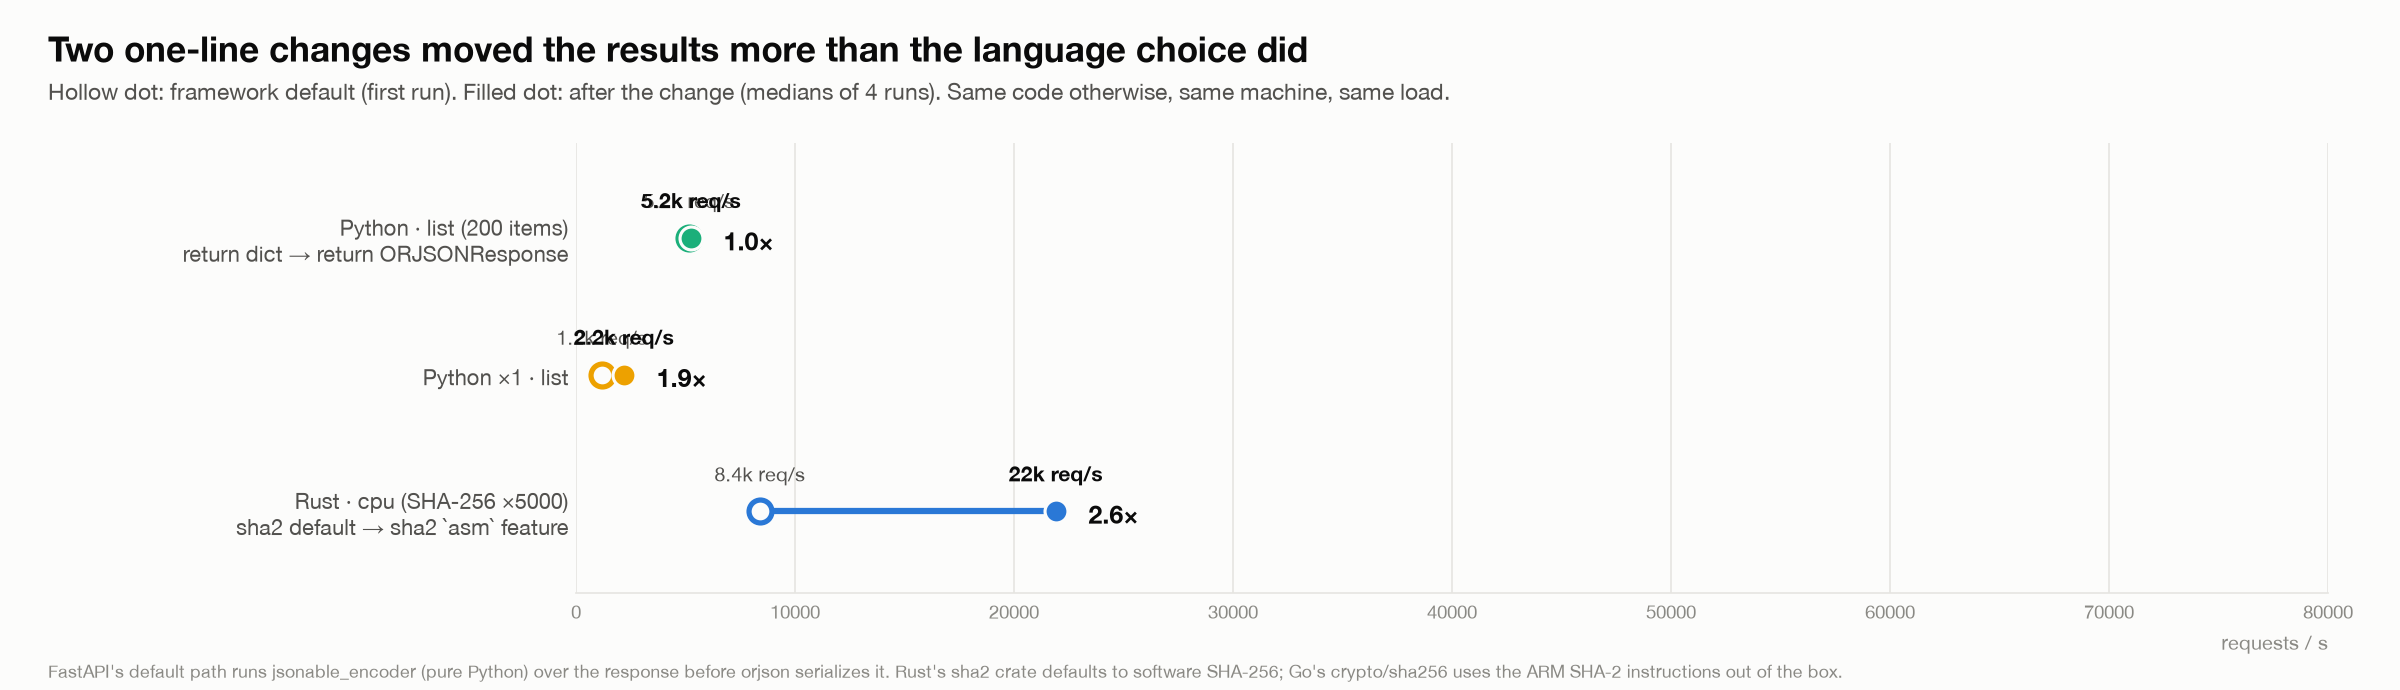 Two one-line changes moved the results more than the language choice did
Hollow dot: framework default (first run). Filled dot: after the change (medians of 4 runs). Same code otherwise, same machine, same load.
5.2k req/s
Python · list (200 items)
return dict → return ORJSONResponse
1.0×
2.2k req/s
Python ×1 · list
1.9×
8.4k req/s
22k req/s
Rust · cpu (SHA-256 ×5000)
sha2 default → sha2 `asm` feature
2.6×
0 10000 20000 30000 40000 50000 60000 70000 80000
requests / s
FastAPI's default path runs jsonable_encoder (pure Python) over the response before orjson serializes it. Rust's sha2 crate defaults to software SHA-256; Go's crypto/sha256 uses the ARM SHA-2 instructions out of the box.